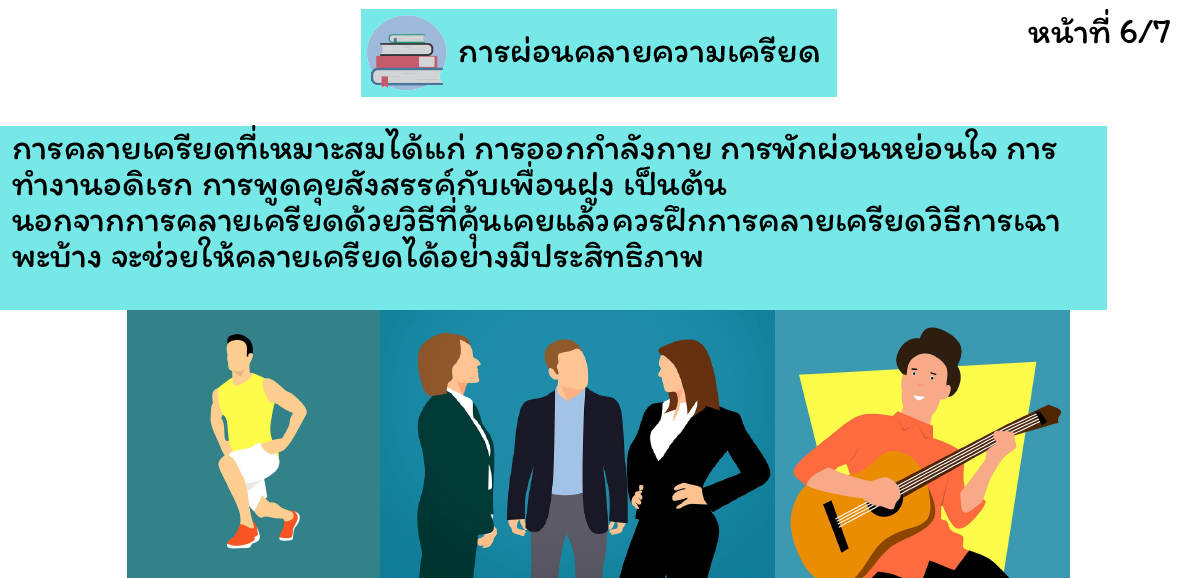 หน้าที่ 6/7
การผ่อนคลายความเครียด
การคลายเครียดที่เหมาะสมได้แก่ การออกกำลังกาย การพักผ่อนหย่อนใจ การ
ทำงานอดิเรก การพูดคุยสังสรรค์กับเพื่อนฝูง เป็นต้น
นอกจากการคลายเครียดด้วยวิธีที่คุ้นเคยแล้วควรฝึกการคลายเครียดวิธีการเฉา
พะบ้าง จะช่วยให้คลายเครียดได้อย่างมีประสิทธิภาพ